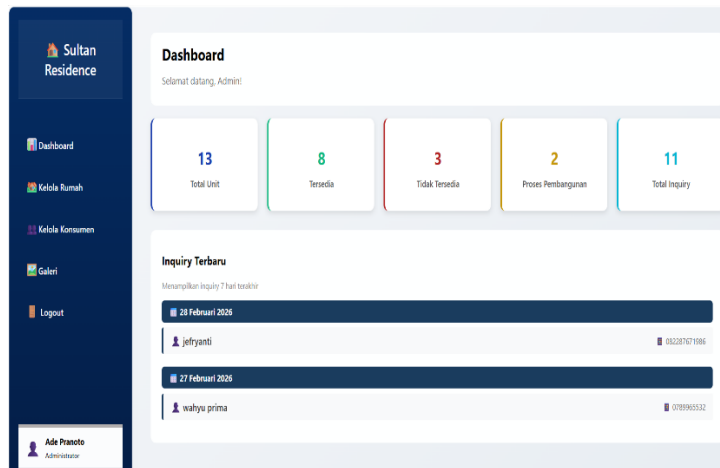 Sultan
Residence
Dashboard
Kelola Rumah
Kelola Konsumen
Galeri
Logout
Ade Pranoto
Administrator
Dashboard
Selamat datang, Admin!
13
Total Unit
8
Tersedia
3
Tidak Tersedia
2
Proses Pembangunan
11
Total Inquiry
Inquiry Terbaru
Menampilkan inquiry 7 hari terakhir
28 Februari 2026
jefryanti 082287671986
27 Februari 2026
wahyu prima 0789965532